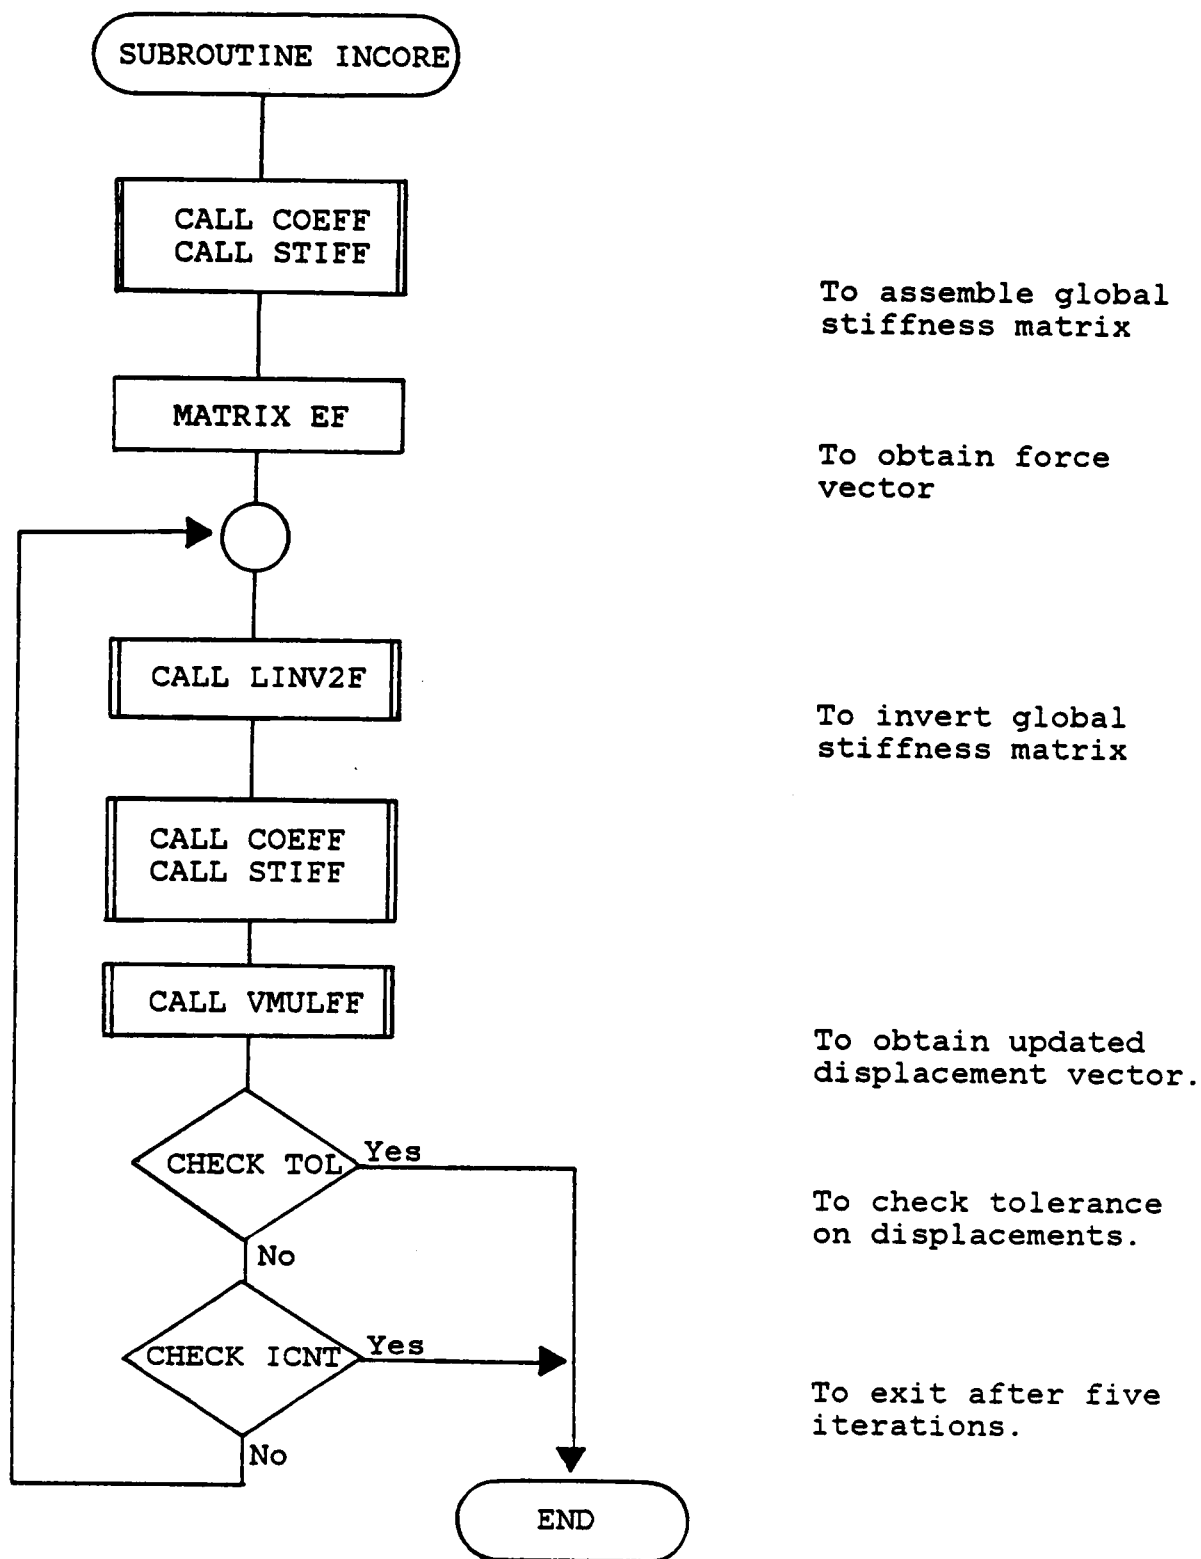 SUBROUTINE INCORE
CALL COEFF
CALL STIFF
To assemble global
stiffness matrix
MATRIX EF
To obtain force
vector
CALL LINV2F
To invert global
stiffness matrix
CALL COEFF
CALL STIFF
CALL VMULFF
To obtain updated
displacement vector.
CHECK TOL
Yes
To check tolerance
on displacements.
No
CHECK ICNT
Yes
To exit after five
iterations.
No
END